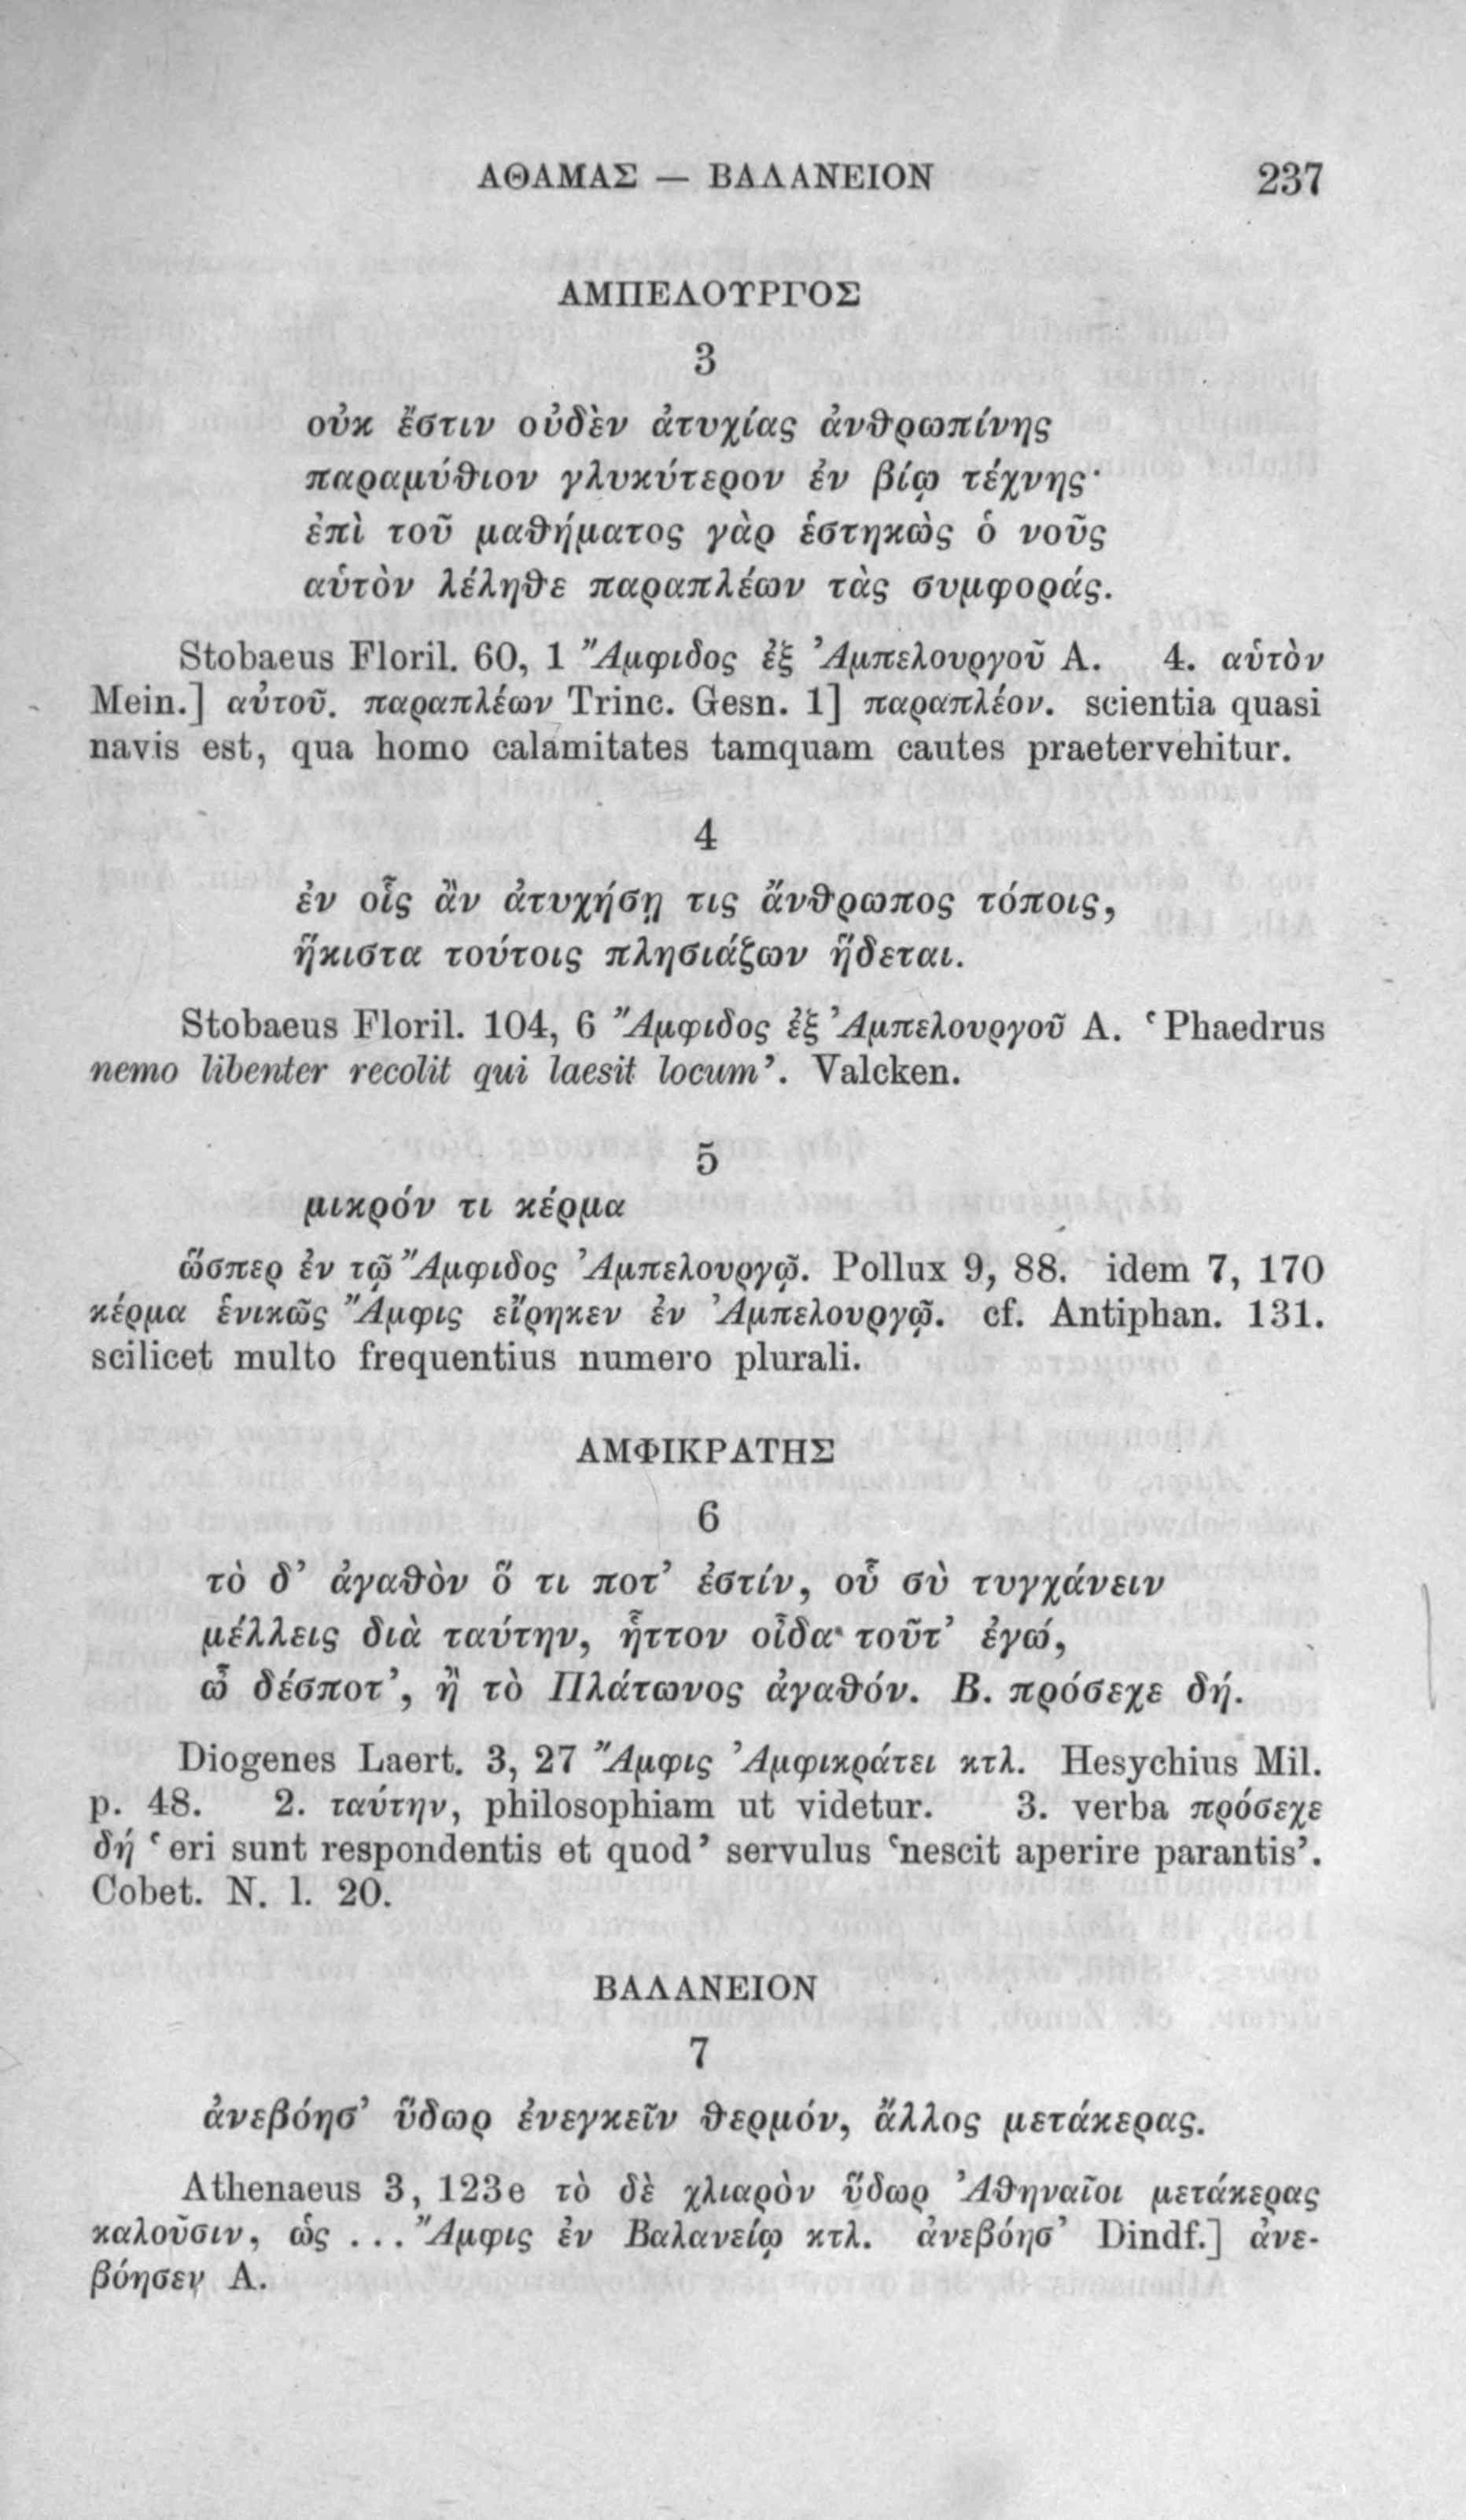 ΑΘΑΜΑΣ — ΒΑΛΑΝΕΙΟΝ 237
ΑΜΠΕΛΟΥΡΓΟΣ
3
οὐκ ἔστιν οὐδὲν ἀτυχίας ἀνθρωπίνης
παραμύθιον γλυκύτερον ἐν βίῳ τέχνης·
ἐπὶ τοῦ μαθήματος γὰρ ἑστηκὼς ὁ νοῦς
αὑτὸν λέληθε παραπλέων τὰς συμφοράς.
Stobaeus Floril. 60, 1 Ἄμφιδος ἐξ Ἀμπελουργοῦ A. 4. αὑτὸν
Mein.] αὐτοῦ. παραπλέων Trinc. Gesn. 1] παραπλέον. scientia quasi
navis est, qua homo calamitates tamquam cautes praetervehitur.
4
ἐν οἷς ἂν ἀτυχήσῃ τις ἄνθρωπος τόποις,
ἥκιστα τούτοις πλησιάζων ἥδεται.
Stobaeus Floril. 104, 6 Ἄμφιδος ἐξ Ἀμπελουργοῦ A. ‘Phaedrus
nemo libenter recolit qui laesit locum’. Valcken.
5
μικρόν τι κέρμα
ὥσπερ ἐν τῷ Ἄμφιδος Ἀμπελουργῷ. Pollux 9, 88. idem 7, 170
κέρμα ἑνικῶς Ἄμφις εἴρηκεν ἐν Ἀμπελουργῷ. cf. Antiphan. 131.
scilicet multo frequentius numero plurali.
ΑΜΦΙΚΡΑΤΗΣ
6
τὸ δ’ ἀγαθὸν ὅ τι ποτ’ ἐστίν, οὗ σὺ τυγχάνειν
μέλλεις διὰ ταύτην, ἧττον οἶδα τοῦτ’ ἐγώ,
ὦ δέσποτ’, ἢ τὸ Πλάτωνος ἀγαθόν. B. πρόσεχε δή.
Diogenes Laert. 3, 27 Ἄμφις Ἀμφικράτει κτλ. Hesychius Mil.
p. 48. 2. ταύτην, philosophiam ut videtur. 3. verba πρόσεχε
δή ‘eri sunt respondentis et quod’ servulus ‘nescit aperire parantis’.
Cobet. N. l. 20.
ΒΑΛΑΝΕΙΟΝ
7
ἀνεβόησ’ ὕδωρ ἐνεγκεῖν θερμόν, ἄλλος μετάκερας.
Athenaeus 3, 123e τὸ δὲ χλιαρὸν ὕδωρ Ἀθηναῖοι μετάκερας
καλοῦσιν, ὡς ... Ἄμφις ἐν Βαλανείῳ κτλ. ἀνεβόησ’ Dindf.] ἀνε-
βόησεν A.